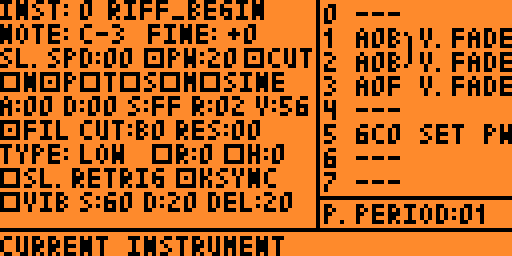 INST: 0 RIFF_BEGIN
NOTE: C-3 FINE: +0
SL. SPD:00 PW:20 CUT
N P T S M SINE
A:00 D:00 S:FF R:02 V:56
FIL CUT:B0 RES:00
TYPE: LOW R:0 H:0
SL. RETRIG KSYNC
VIB S:60 D:20 DEL:20
0 ---
1 A0B V. FADE
2 A0B V. FADE
3 A0F V. FADE
4 ---
5 6C0 SET PW
6 ---
7 ---
P. PERIOD:01
CURRENT INSTRUMENT